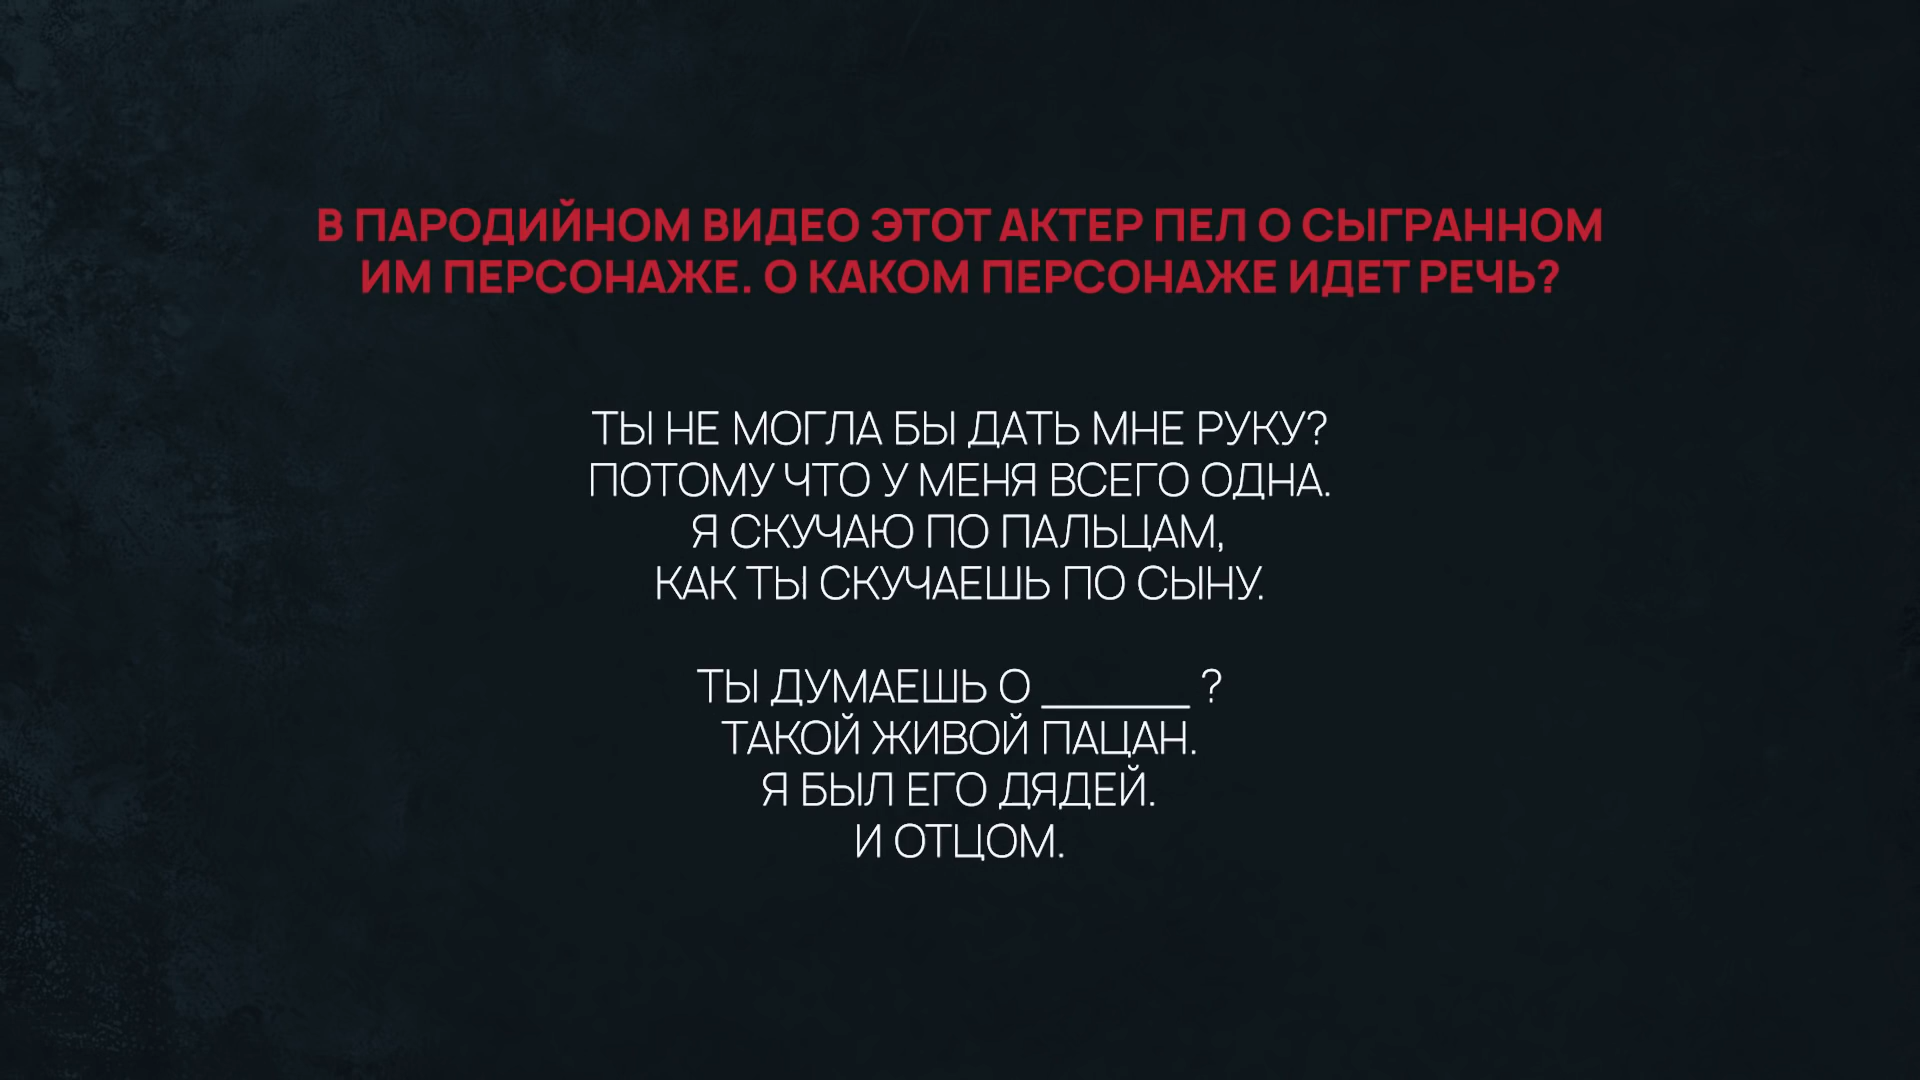 В ПАРОДИЙНОМ ВИДЕО ЭТОТ АКТЕР ПЕЛ О СЫГРАННОМ
ИМ ПЕРСОНАЖЕ. О КАКОМ ПЕРСОНАЖЕ ИДЕТ РЕЧЬ?
ТЫ НЕ МОГЛА БЫ ДАТЬ МНЕ РУКУ?
ПОТОМУ ЧТО У МЕНЯ ВСЕГО ОДНА.
Я СКУЧАЮ ПО ПАЛЬЦАМ,
КАК ТЫ СКУЧАЕШЬ ПО СЫНУ.
ТЫ ДУМАЕШЬ О ______ ?
ТАКОЙ ЖИВОЙ ПАЦАН.
Я БЫЛ ЕГО ДЯДЕЙ.
И ОТЦОМ.